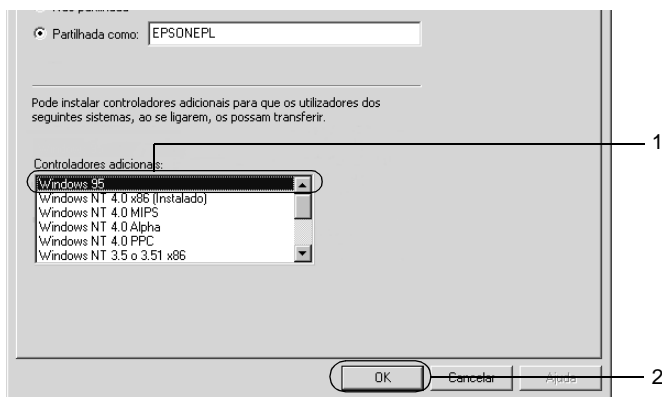 Não partilhada
Partilhada como: EPSONEPL
Pode instalar controladores adicionais para que os utilizadores dos
seguintes sistemas, ao se ligarem, os possam transferir.
1
Controladores adicionais:
Windows 95
Windows NT 4.0 x86 (Instalado)
Windows NT 4.0 MIPS
Windows NT 4.0 Alpha
Windows NT 4.0 PPC
Windows NT 3.5 o 3.51 x86
OK Cancelar Ajuda 2